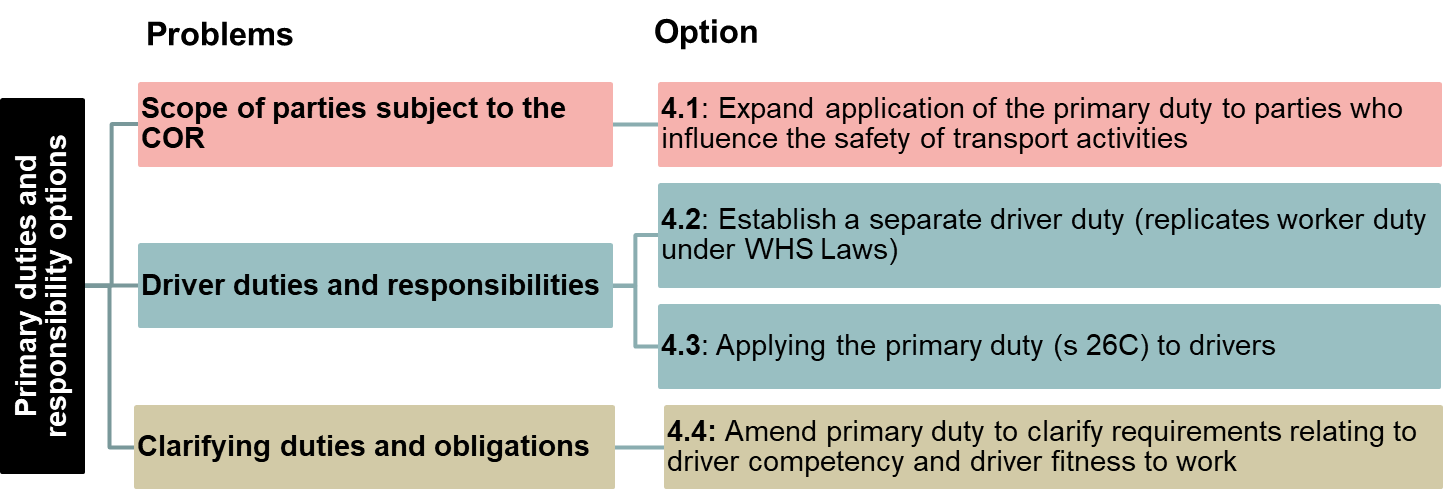 Problems
Option
Primary duties and
responsibility options
Scope of parties subject to the
COR
4.1: Expand application of the primary duty to parties who
influence the safety of transport activities
Driver duties and responsibilities
4.2: Establish a separate driver duty (replicates worker duty
under WHS Laws)
4.3: Applying the primary duty (s 26C) to drivers
Clarifying duties and obligations
4.4: Amend primary duty to clarify requirements relating to
driver competency and driver fitness to work